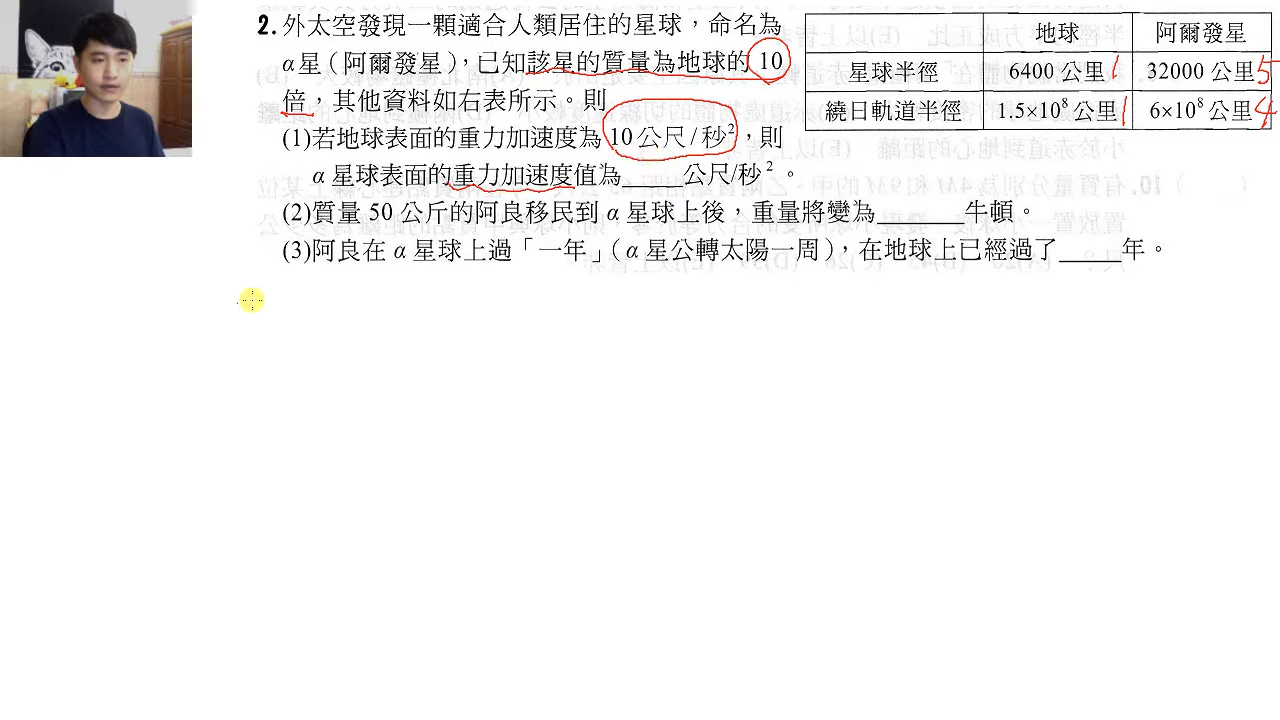 2. 外太空發現一顆適合人類居住的星球，命名為
α星（阿爾發星），已知該星的質量為地球的 10
倍，其他資料如右表所示。則
(1)若地球表面的重力加速度為 10 公尺/秒²，則
α 星球表面的重力加速度值為_____公尺/秒²。
(2)質量 50 公斤的阿良移民到 α 星球上後，重量將變為_______牛頓。
(3)阿良在 α 星球上過「一年」（α 星公轉太陽一周），在地球上已經過了_____年。
地球 阿爾發星
星球半徑 6400 公里 1 32000 公里 5
繞日軌道半徑 1.5×10⁸ 公里 1 6×10⁸ 公里 4